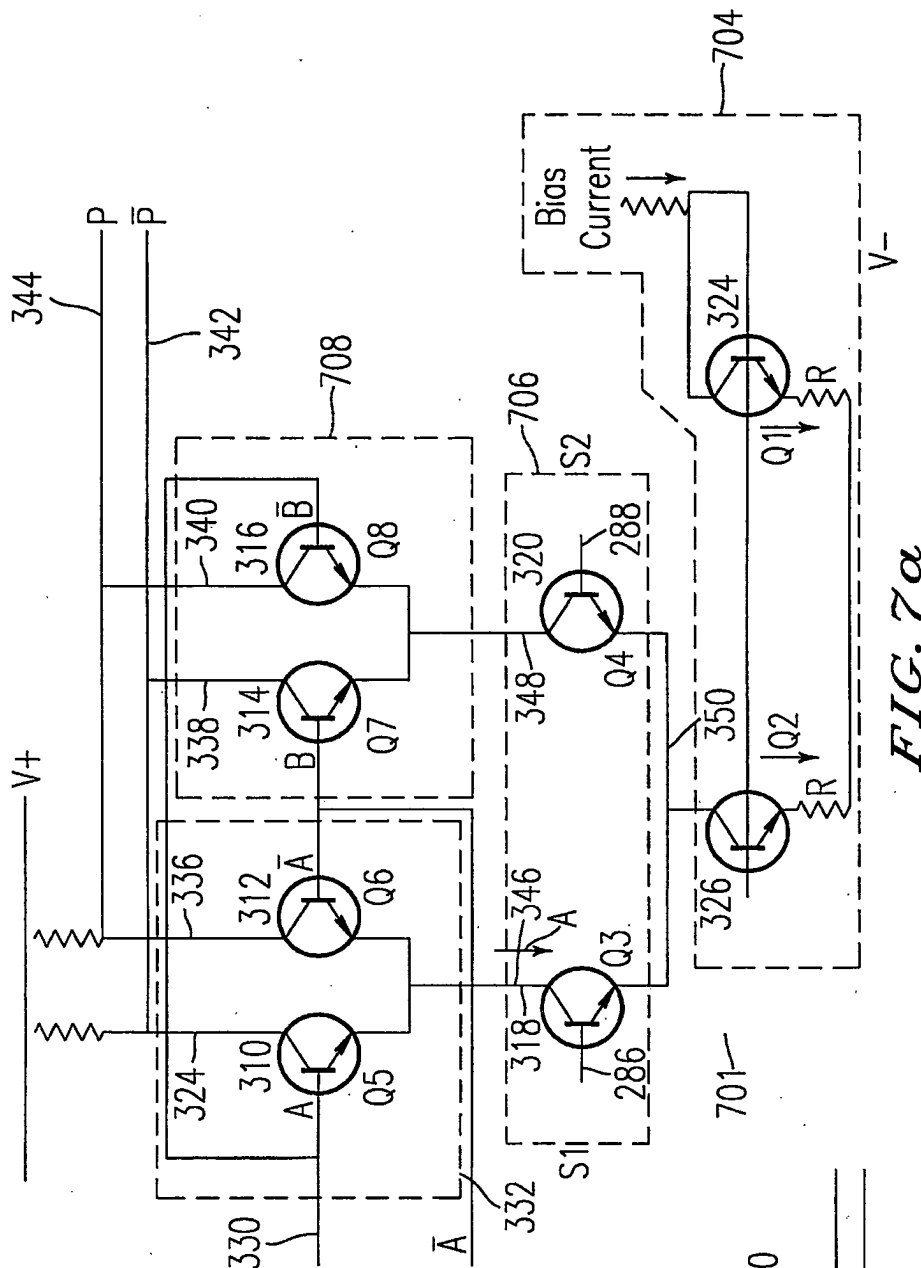 V+
344
P
P̅
342
324
310
A
Q5
336
312
A̅
Q6
338
314
B
Q7
340
316
B̅
Q8
708
330
332
A̅
S1
318
346
A
Q3
286
348
320
Q4
288
S2
706
350
701
326
Q2
R
324
Q1
R
Bias
Current
704
V-
0
FIG. 7a